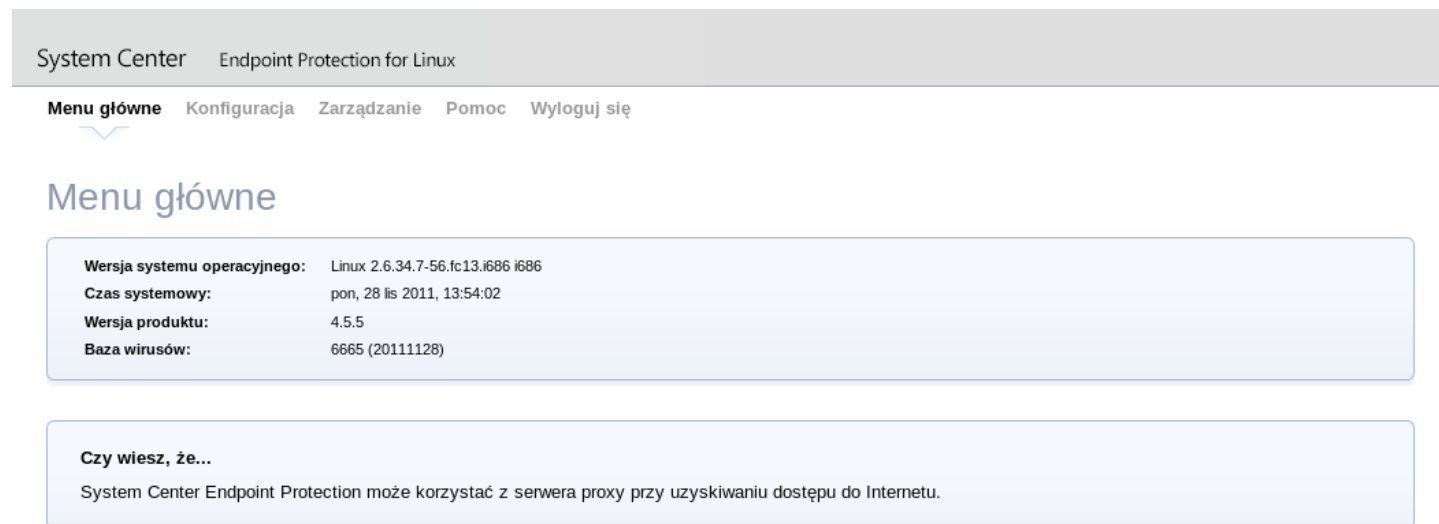 System Center Endpoint Protection for Linux
Menu główne Konfiguracja Zarządzanie Pomoc Wyloguj się
Menu główne
Wersja systemu operacyjnego: Linux 2.6.34.7-56.fc13.i686 i686
Czas systemowy: pon, 28 lis 2011, 13:54:02
Wersja produktu: 4.5.5
Baza wirusów: 6665 (20111128)
Czy wiesz, że...
System Center Endpoint Protection może korzystać z serwera proxy przy uzyskiwaniu dostępu do Internetu.